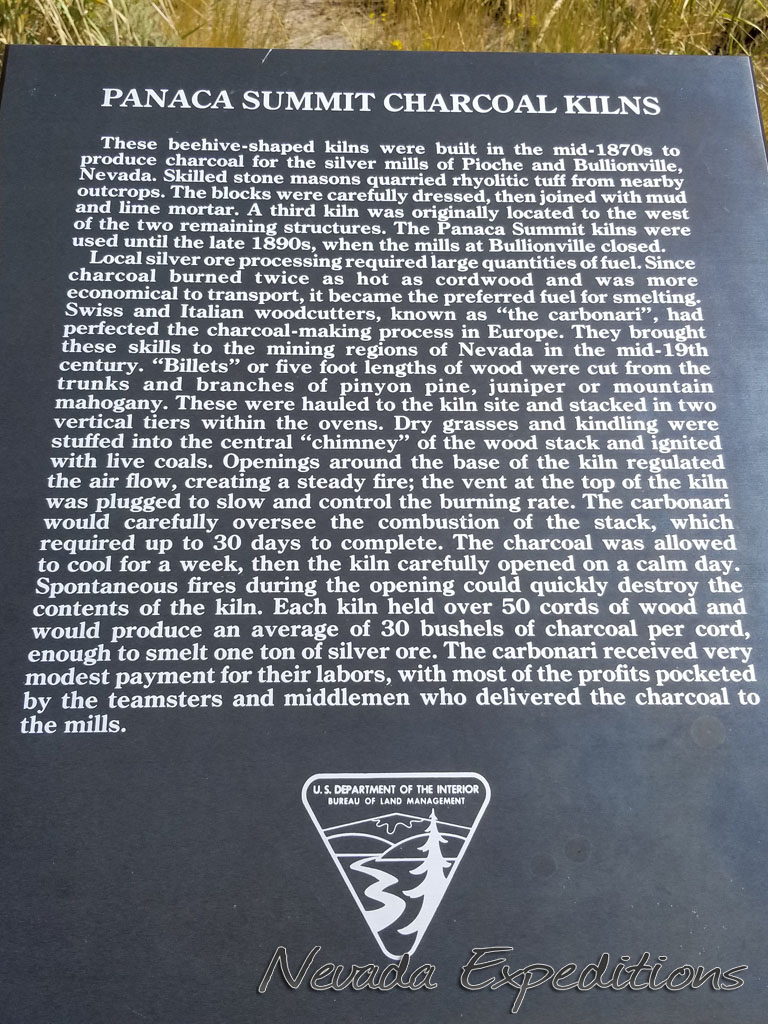 PANACA SUMMIT CHARCOAL KILNS
These beehive-shaped kilns were built in the mid-1870s to
produce charcoal for the silver mills of Pioche and Bullionville,
Nevada. Skilled stone masons quarried rhyolitic tuff from nearby
outcrops. The blocks were carefully dressed, then joined with mud
and lime mortar. A third kiln was originally located to the west
of the two remaining structures. The Panaca Summit kilns were
used until the late 1890s, when the mills at Bullionville closed.
Local silver ore processing required large quantities of fuel. Since
charcoal burned twice as hot as cordwood and was more
economical to transport, it became the preferred fuel for smelting.
Swiss and Italian woodcutters, known as “the carbonari”, had
perfected the charcoal-making process in Europe. They brought
these skills to the mining regions of Nevada in the mid-19th
century. “Billets” or five foot lengths of wood were cut from the
trunks and branches of pinyon pine, juniper or mountain
mahogany. These were hauled to the kiln site and stacked in two
vertical tiers within the ovens. Dry grasses and kindling were
stuffed into the central “chimney” of the wood stack and ignited
with live coals. Openings around the base of the kiln regulated
the air flow, creating a steady fire; the vent at the top of the kiln
was plugged to slow and control the burning rate. The carbonari
would carefully oversee the combustion of the stack, which
required up to 30 days to complete. The charcoal was allowed
to cool for a week, then the kiln carefully opened on a calm day.
Spontaneous fires during the opening could quickly destroy the
contents of the kiln. Each kiln held over 50 cords of wood and
would produce an average of 30 bushels of charcoal per cord,
enough to smelt one ton of silver ore. The carbonari received very
modest payment for their labors, with most of the profits pocketed
by the teamsters and middlemen who delivered the charcoal to
the mills.
U.S. DEPARTMENT OF THE INTERIOR
BUREAU OF LAND MANAGEMENT
Nevada Expeditions